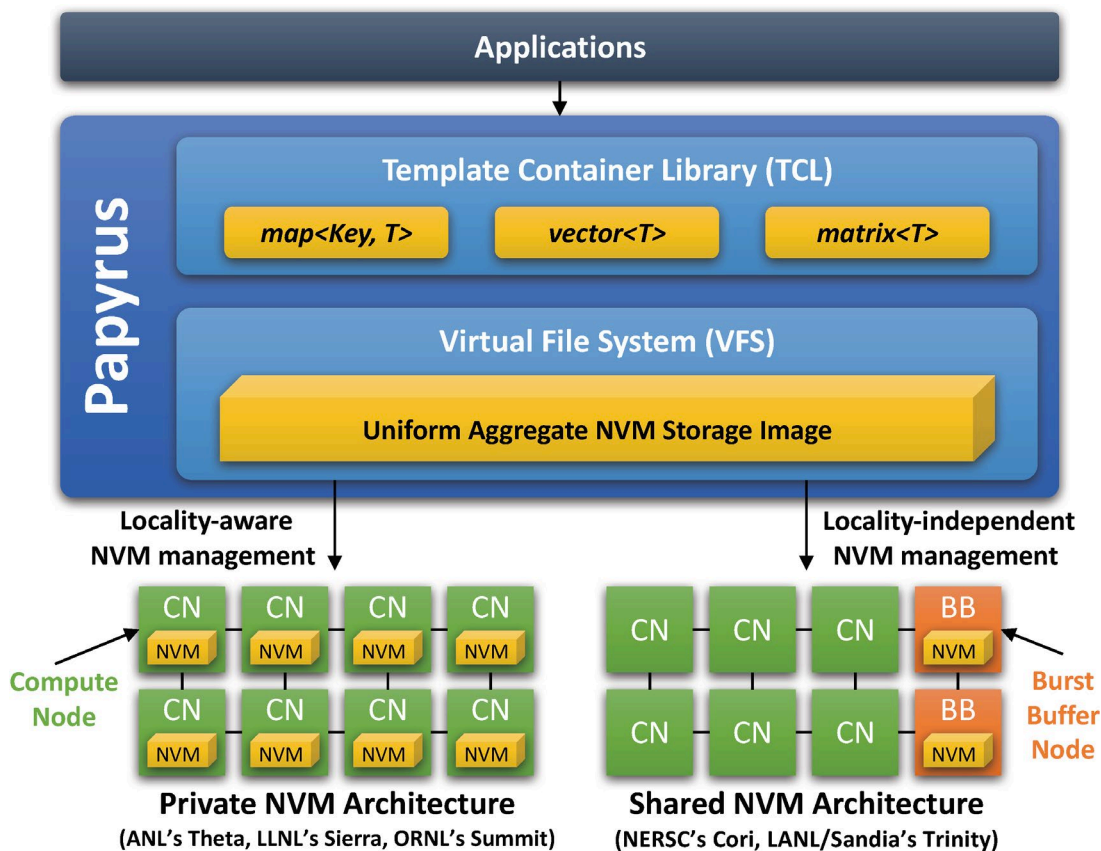 Applications
Papyrus
Template Container Library (TCL)
map<Key, T>
vector<T>
matrix<T>
Virtual File System (VFS)
Uniform Aggregate NVM Storage Image
Locality-aware
NVM management
Locality-independent
NVM management
CN
CN
CN
CN
NVM
NVM
NVM
NVM
CN
CN
CN
CN
NVM
NVM
NVM
NVM
Compute
Node
CN
CN
CN
BB
NVM
CN
CN
CN
BB
NVM
Burst
Buffer
Node
Private NVM Architecture
(ANL's Theta, LLNL's Sierra, ORNL's Summit)
Shared NVM Architecture
(NERSC's Cori, LANL/Sandia's Trinity)